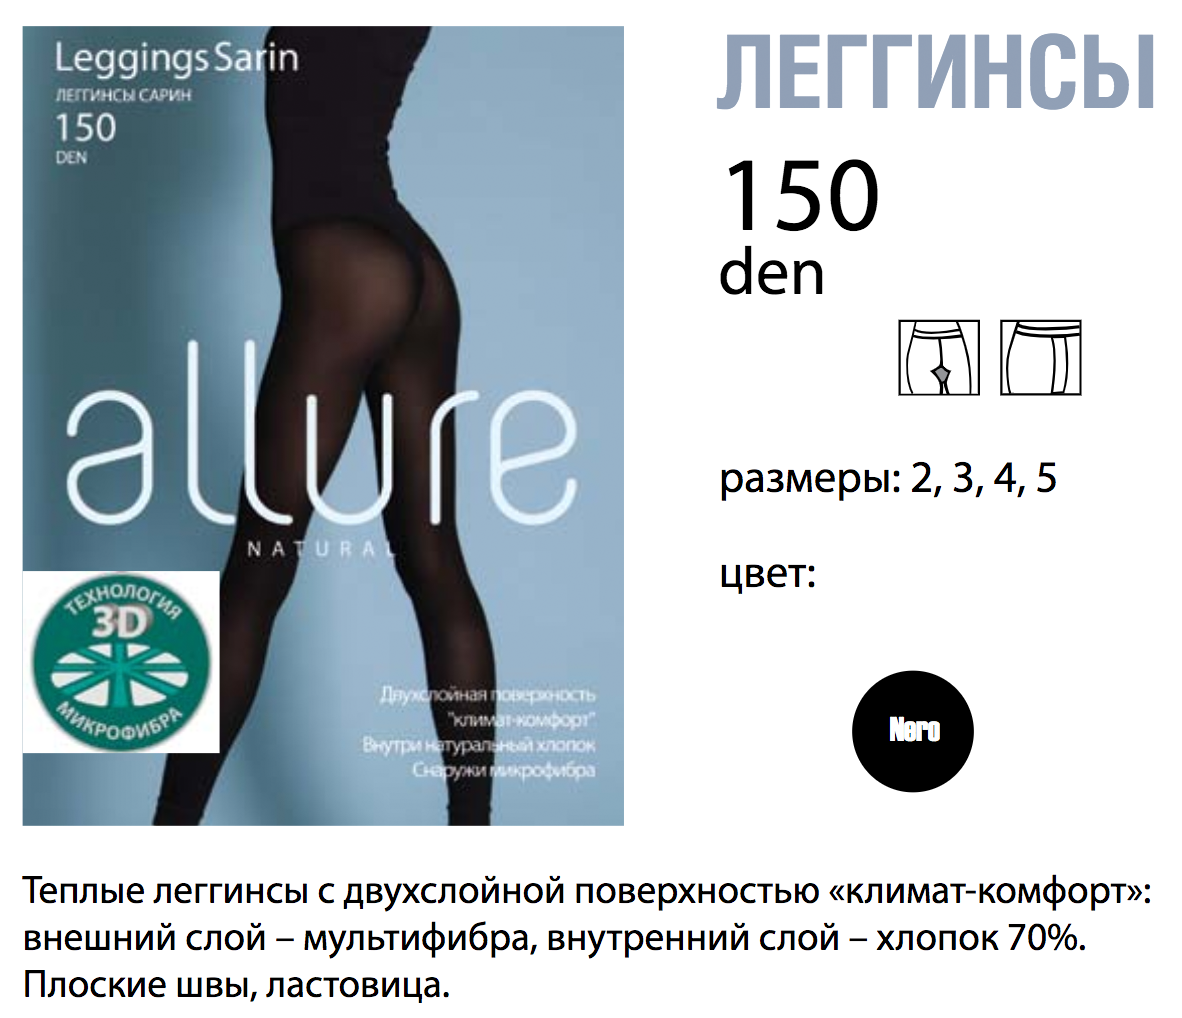 Leggings Sarin
ЛЕГГИНСЫ САРИН
150
DEN
allure
NATURAL
ТЕХНОЛОГИЯ
3D
МИКРОФИБРА
Двухслойная поверхность
"климат-комфорт"
Внутри натуральный хлопок
Снаружи микрофибра
ЛЕГГИНСЫ
150
den
размеры: 2, 3, 4, 5
цвет:
Nero
Теплые леггинсы с двухслойной поверхностью «климат-комфорт»:
внешний слой – мультифибра, внутренний слой – хлопок 70%.
Плоские швы, ластовица.